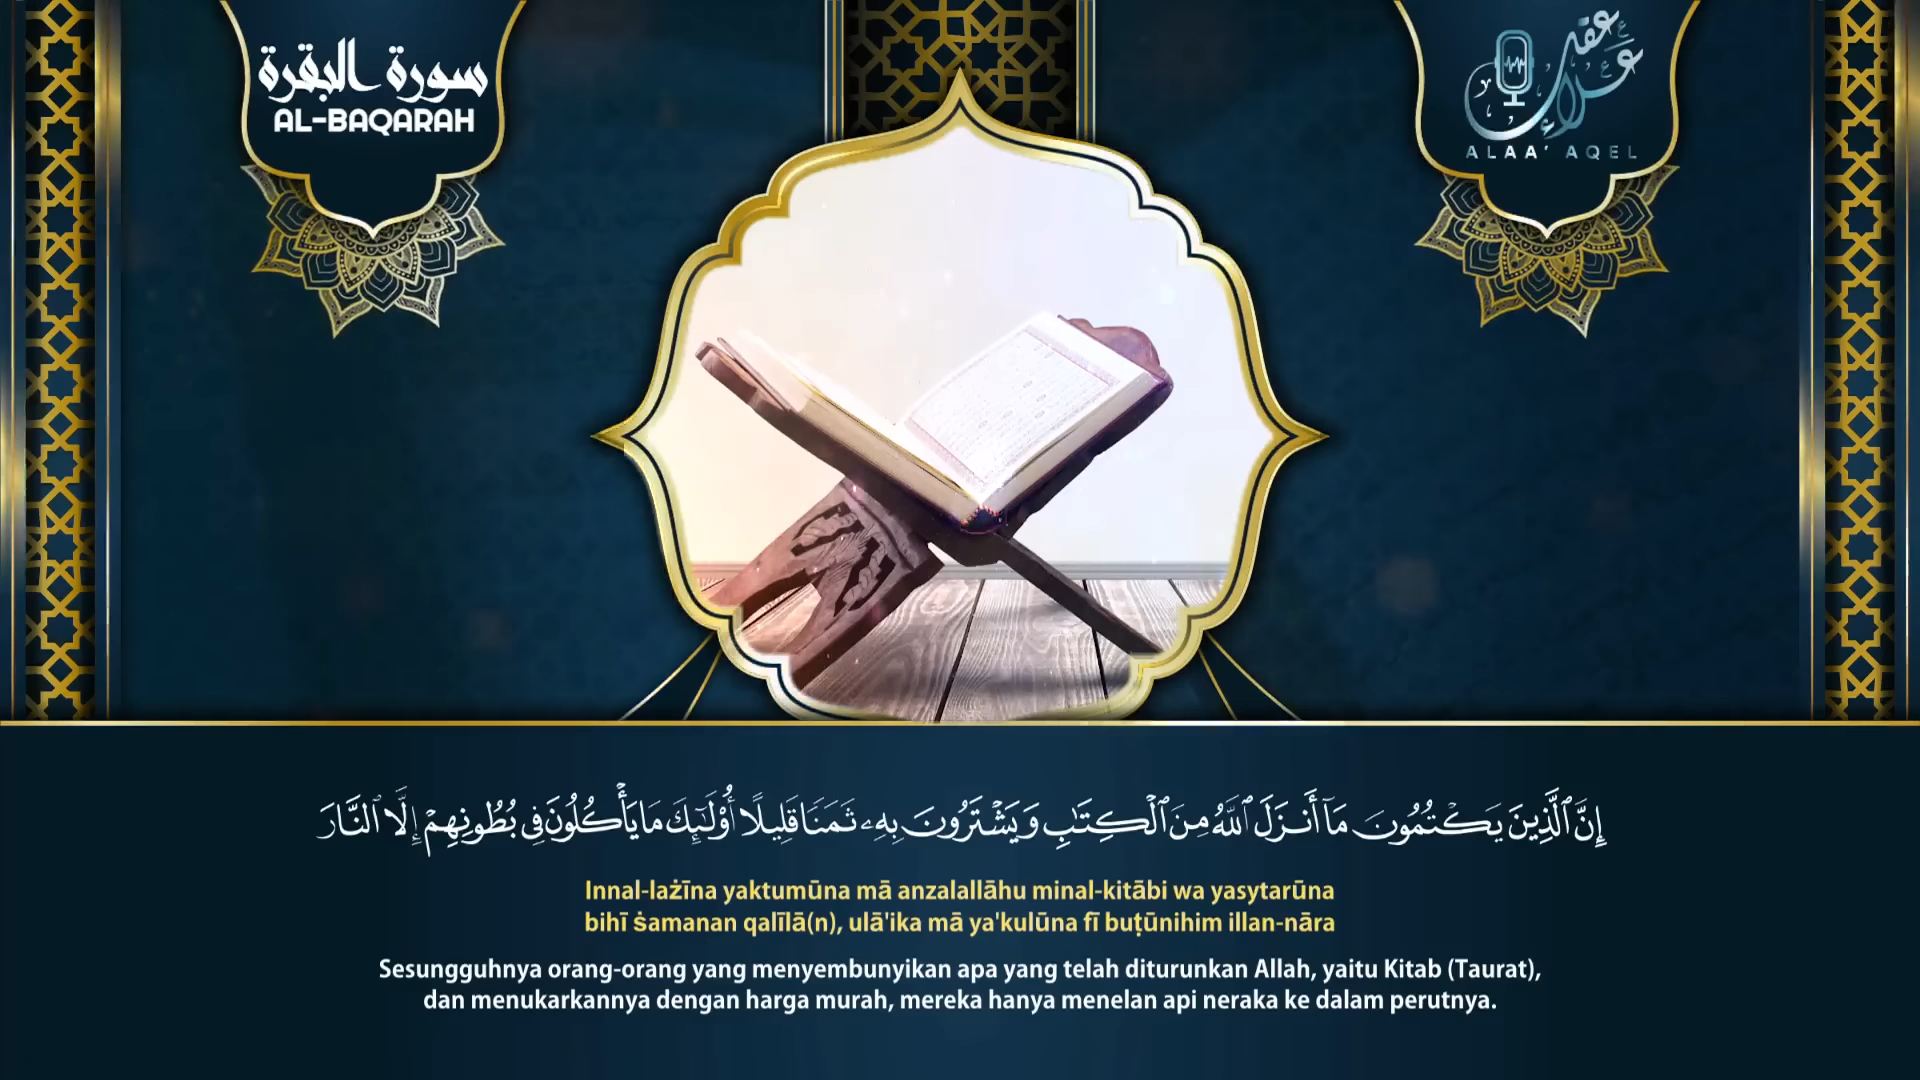 سورة البقرة
AL-BAQARAH
علاء عقل
ALAA' AQEL
إِنَّ ٱلَّذِينَ يَكْتُمُونَ مَآ أَنزَلَ ٱللَّهُ مِنَ ٱلْكِتَٰبِ وَيَشْتَرُونَ بِهِۦ ثَمَنًا قَلِيلًا أُو۟لَٰٓئِكَ مَا يَأْكُلُونَ فِى بُطُونِهِمْ إِلَّا ٱلنَّارَ
Innal-lażīna yaktumūna mā anzalallāhu minal-kitābi wa yasytarūna
bihī ṡamanan qalīlā(n), ulā'ika mā ya'kulūna fī buṭūnihim illan-nāra
Sesungguhnya orang-orang yang menyembunyikan apa yang telah diturunkan Allah, yaitu Kitab (Taurat),
dan menukarkannya dengan harga murah, mereka hanya menelan api neraka ke dalam perutnya.